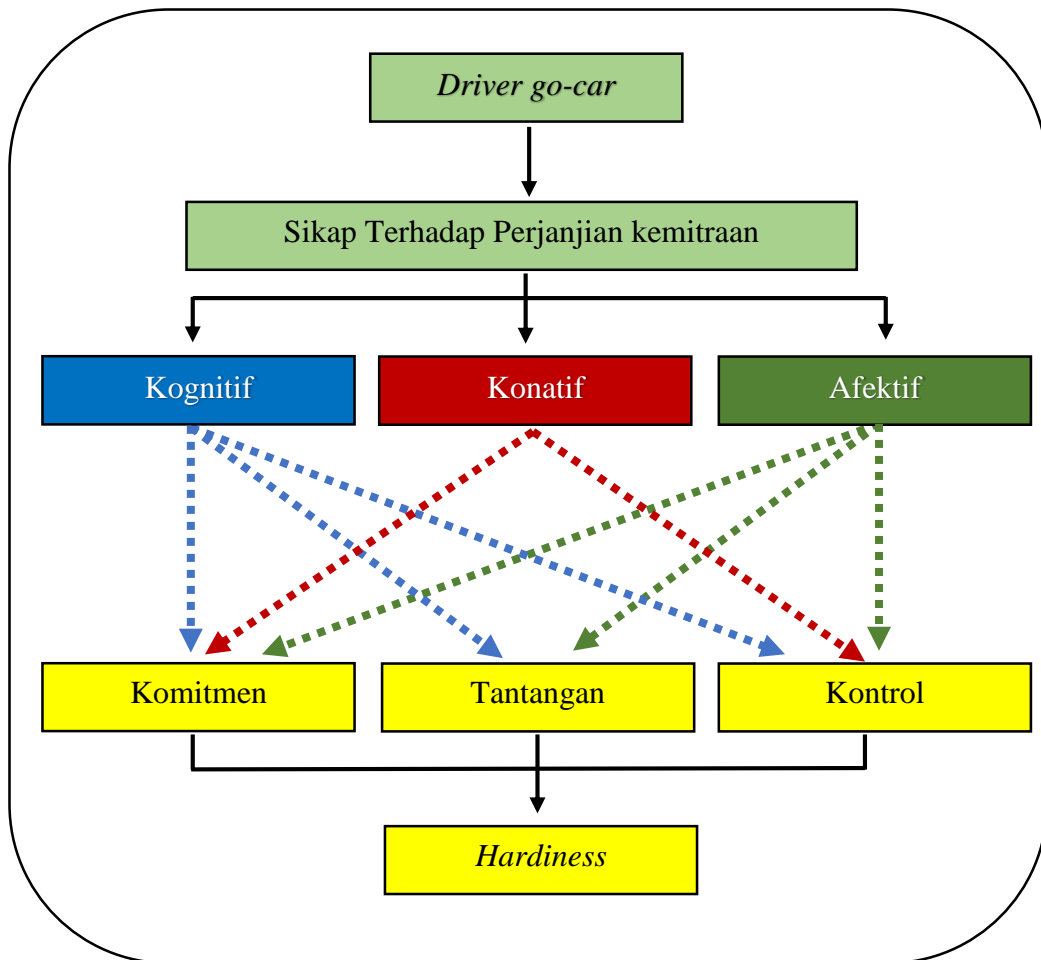 Driver go-car
Sikap Terhadap Perjanjian kemitraan
Kognitif
Konatif
Afektif
Komitmen
Tantangan
Kontrol
Hardiness